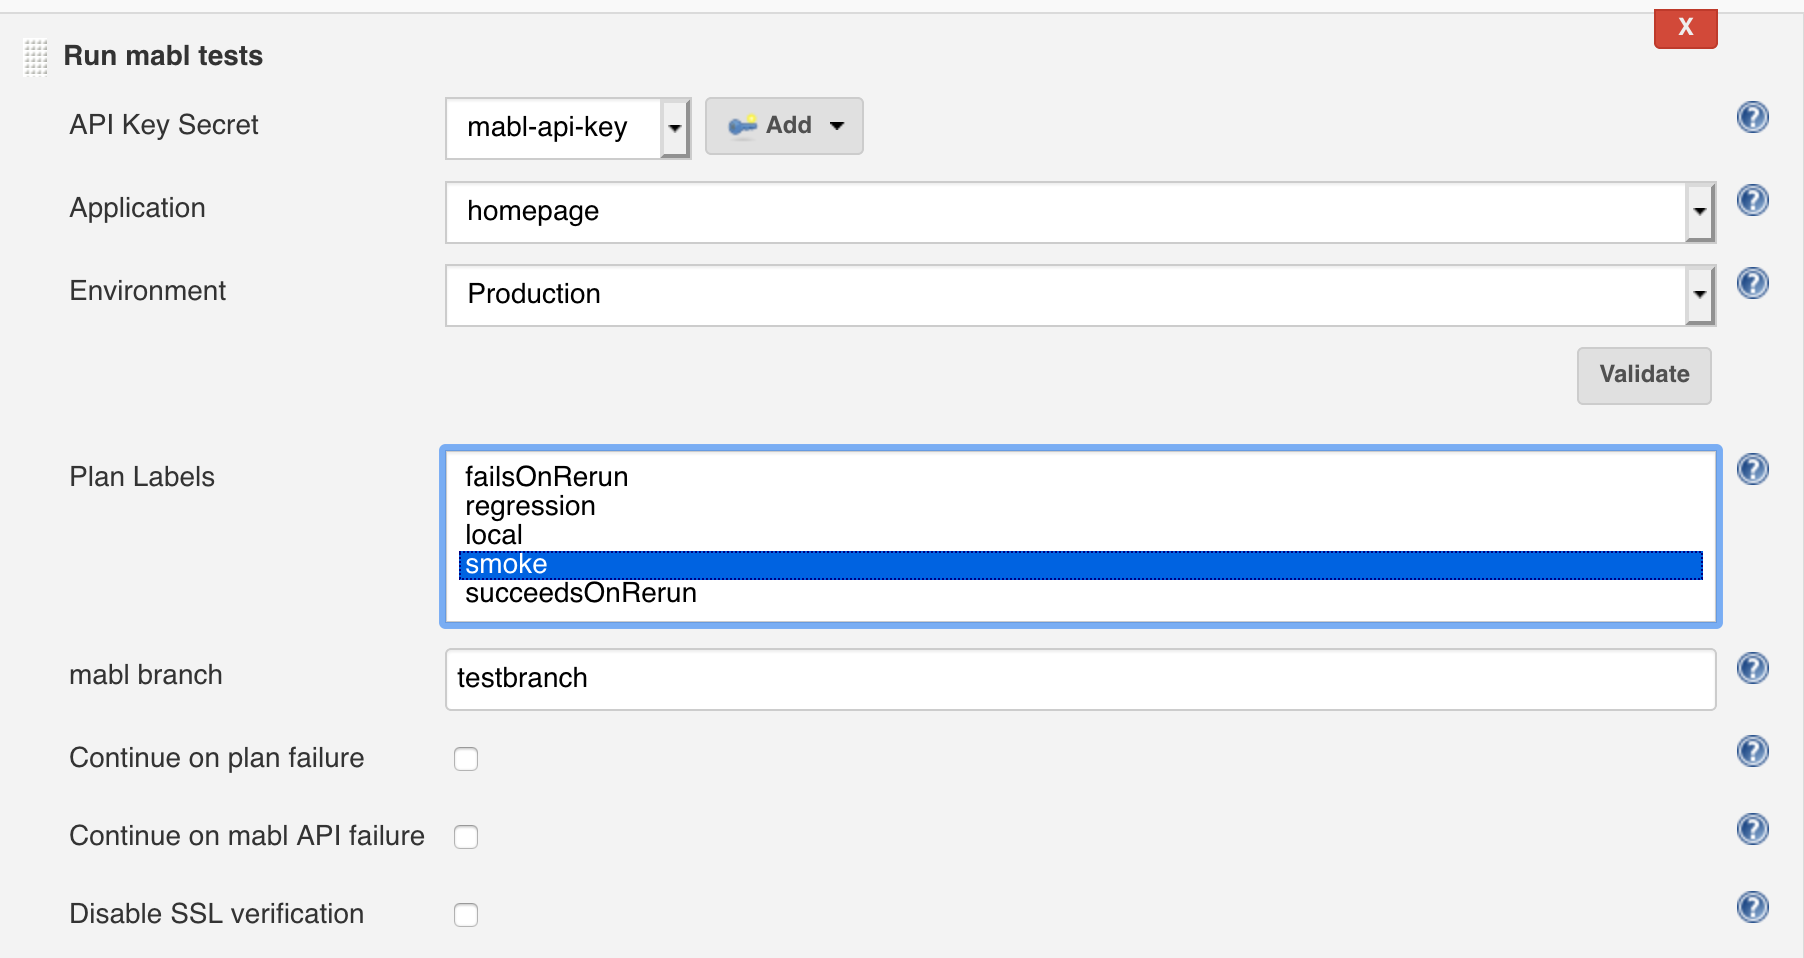 X
Run mabl tests
API Key Secret
mabl-api-key
Add
?
Application
homepage
?
Environment
Production
?
Validate
Plan Labels
failsOnRerun
?
regression
local
smoke
succeedsOnRerun
mabl branch
testbranch
?
Continue on plan failure
?
Continue on mabl API failure
?
Disable SSL verification
?